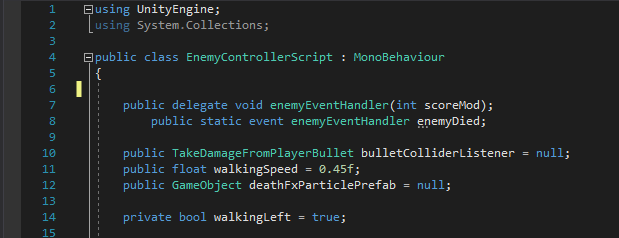 1 using UnityEngine;
2 using System.Collections;
3
4 public class EnemyControllerScript : MonoBehaviour
5 {
6
7 public delegate void enemyEventHandler(int scoreMod);
8 public static event enemyEventHandler enemyDied;
9
10 public TakeDamageFromPlayerBullet bulletColliderListener = null;
11 public float walkingSpeed = 0.45f;
12 public GameObject deathFxParticlePrefab = null;
13
14 private bool walkingLeft = true;
15